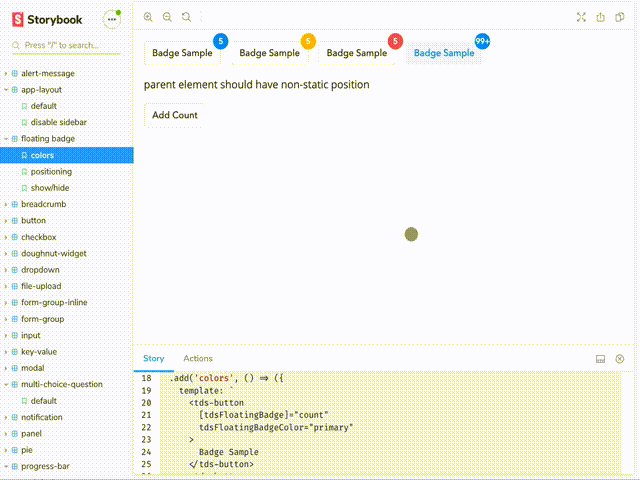 Storybook
Press "/" to search...
alert-message
app-layout
default
disable sidebar
floating badge
colors
positioning
show/hide
breadcrumb
button
checkbox
doughnut-widget
dropdown
file-upload
form-group-inline
form-group
input
key-value
modal
multi-choice-question
default
notification
panel
pie
progress-bar
Badge Sample 5 Badge Sample 5 Badge Sample 5 Badge Sample 99+
parent element should have non-static position
Add Count
Story Actions
18 .add('colors', () => ({
19 template: `
20 <tds-button
21 [tdsFloatingBadge]="count"
22 tdsFloatingBadgeColor="primary"
23 >
24 Badge Sample
25 </tds-button>